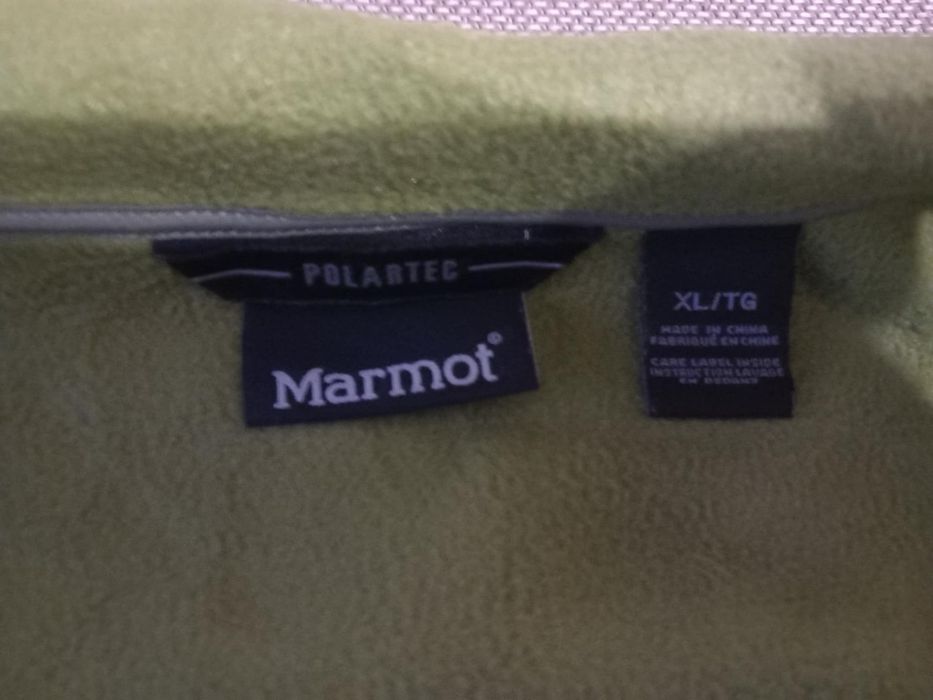 POLARTEC
Marmot®
XL/TG
MADE IN CHINA
FABRIQUÉ EN CHINE
CARE LABEL INSIDE
INSTRUCTION LAVAGE
EN DEDANS